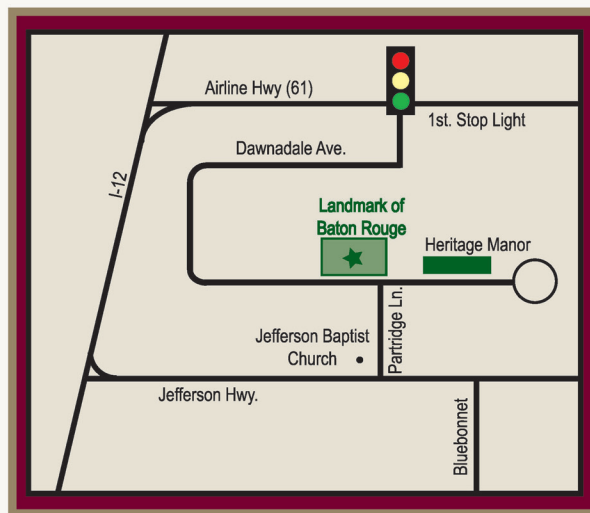 Airline Hwy (61)
1st. Stop Light
Dawnadale Ave.
I-12
Landmark of
Baton Rouge
Heritage Manor
Partridge Ln.
Jefferson Baptist
Church
Jefferson Hwy.
Bluebonnet